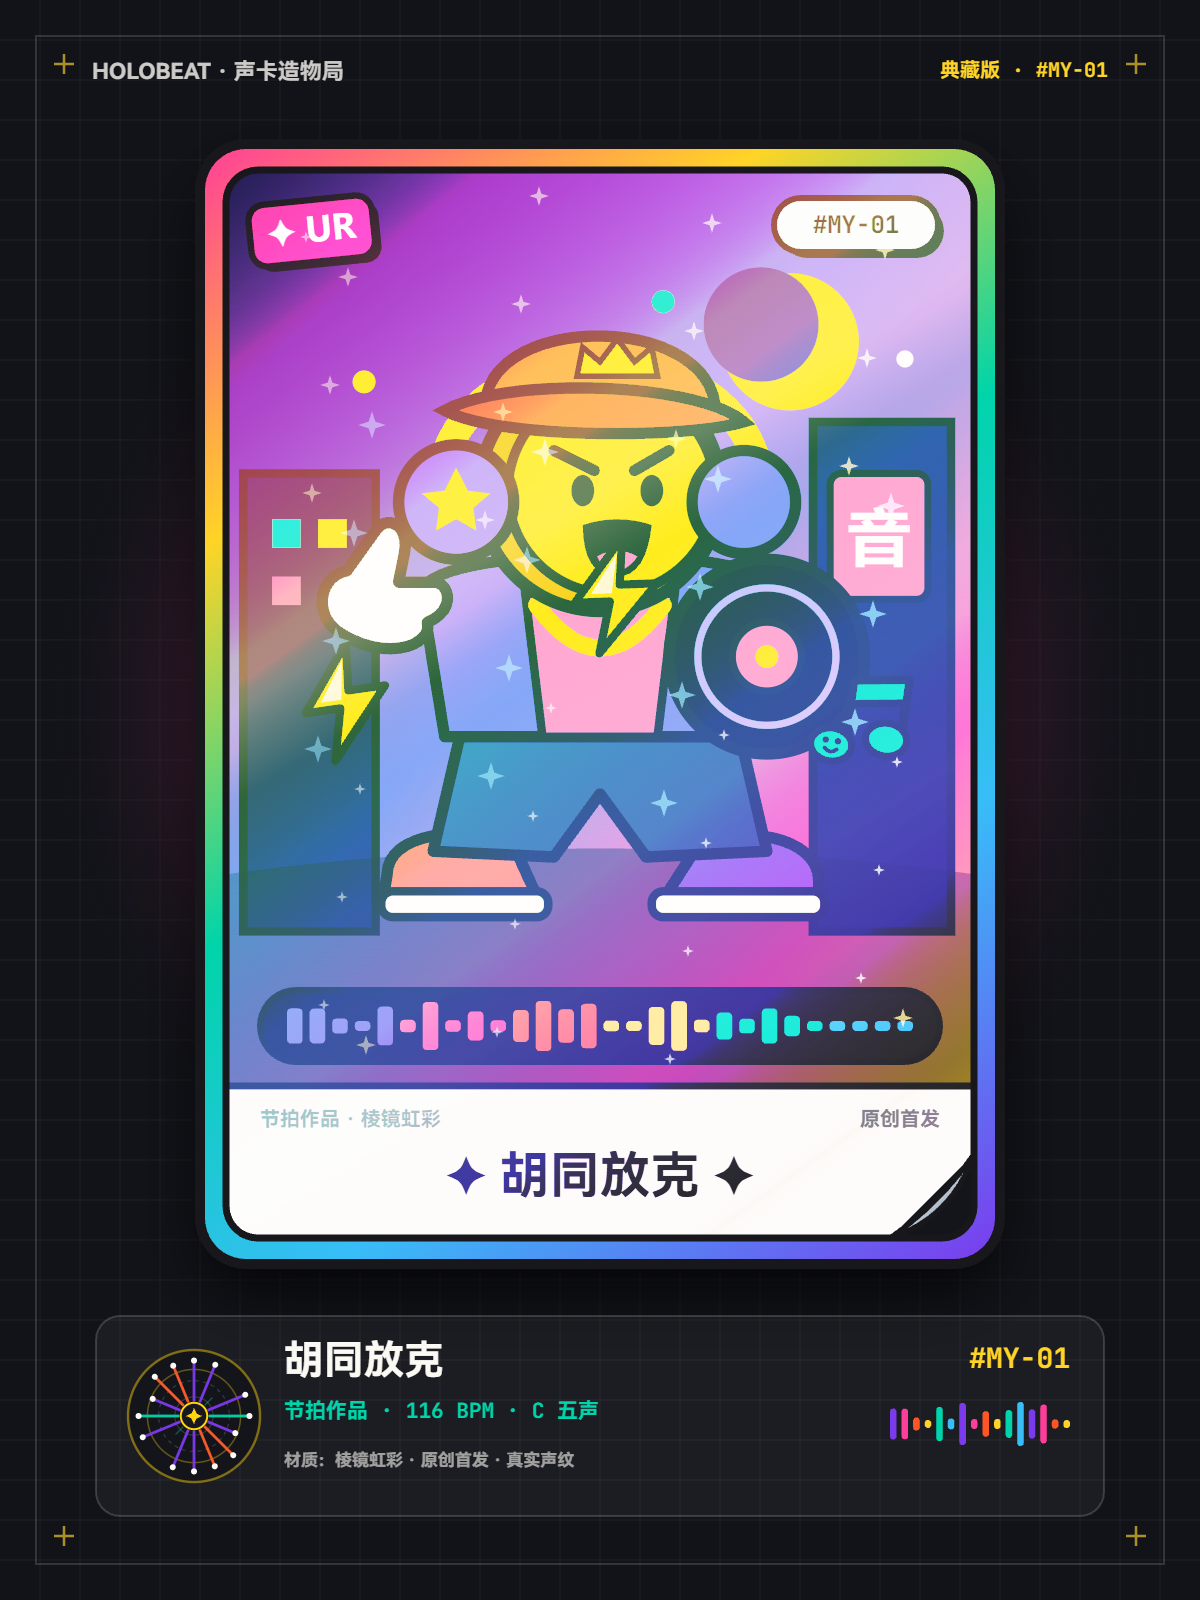 HOLOBEAT · 声卡造物局
典藏版 · #MY-01
UR
#MY-01
音
节拍作品 · 棱镜虹彩
原创首发
胡同放克
胡同放克
#MY-01
节拍作品 · 116 BPM · C 五声
材质: 棱镜虹彩 · 原创首发 · 真实声纹